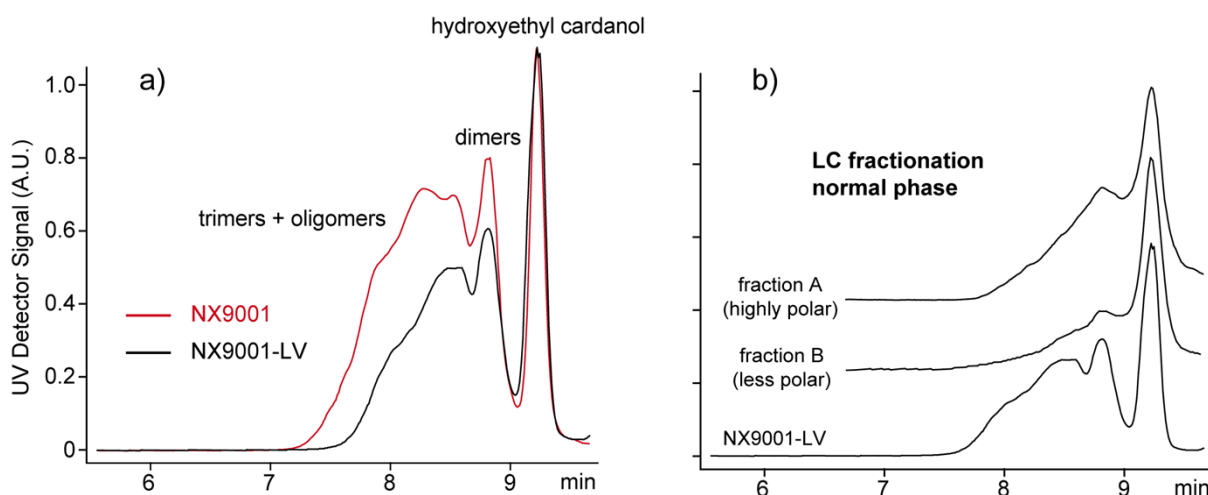 hydroxyethyl cardanol
a)
1.0
dimers
0.8
trimers + oligomers
0.6
0.4
NX9001
NX9001-LV
0.2
0
UV Detector Signal (A.U.)
6
7
8
9
min
b)
LC fractionation
normal phase
fraction A
(highly polar)
fraction B
(less polar)
NX9001-LV
6
7
8
9
min